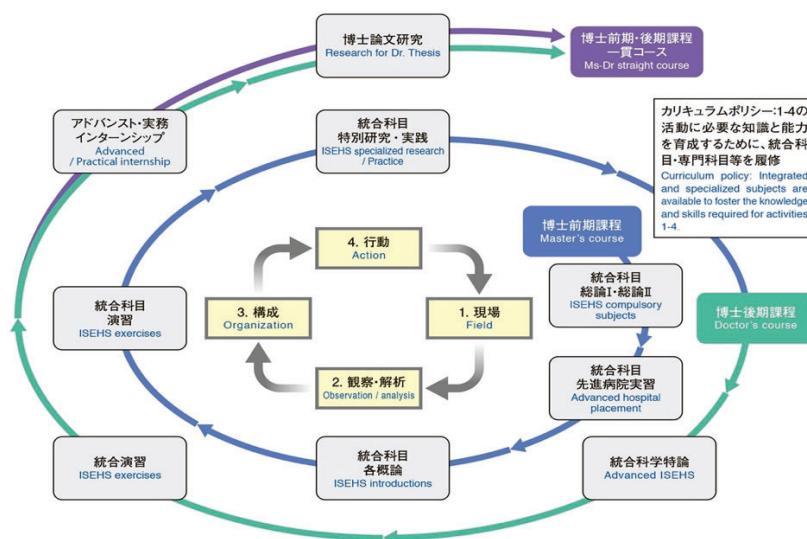 博士論文研究
Research for Dr. Thesis
博士前期・後期課程
一貫コース
Ms-Dr straight course
アドバンスト・実務
インターンシップ
Advanced
/ Practical internship
統合科目
特別研究・実践
ISEHS specialized research /
Practice
カリキュラムポリシー:1-4の
活動に必要な知識と能力
を育成するために、統合科
目・専門科目等を履修
Curriculum policy: Integrated
and specialized subjects are
available to foster the knowledge
and skills required for activities
1-4.
博士前期課程
Master's course
4. 行動
Action
統合科目
総論Ⅰ・総論Ⅱ
ISEHS compulsory
subjects
統合科目
演習
ISEHS exercises
3. 構成
Organization
1. 現場
Field
博士後期課程
Doctor's course
2. 観察・解析
Observation / analysis
統合科目
先進病院実習
Advanced hospital
placement
統合演習
ISEHS exercises
統合科目
各概論
ISEHS introductions
統合科学特論
Advanced ISEHS